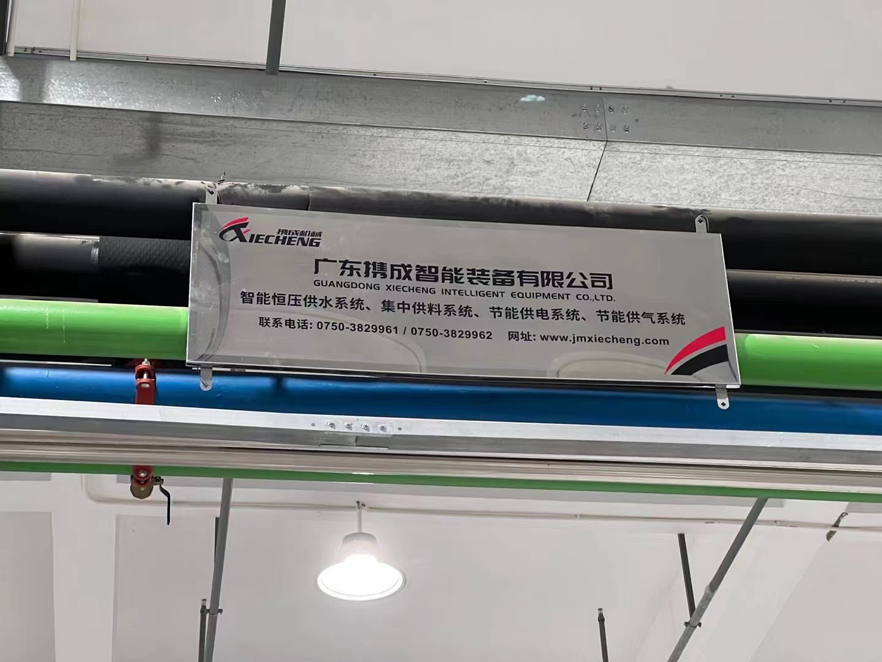 携成机械
XIECHENG
广东携成智能装备有限公司
GUANGDONG XIECHENG INTELLIGENT EQUIPMENT CO.,LTD.
智能恒压供水系统、集中供料系统、节能供电系统、节能供气系统
联系电话: 0750-3829961 / 0750-3829962 网址: www.jmxiecheng.com